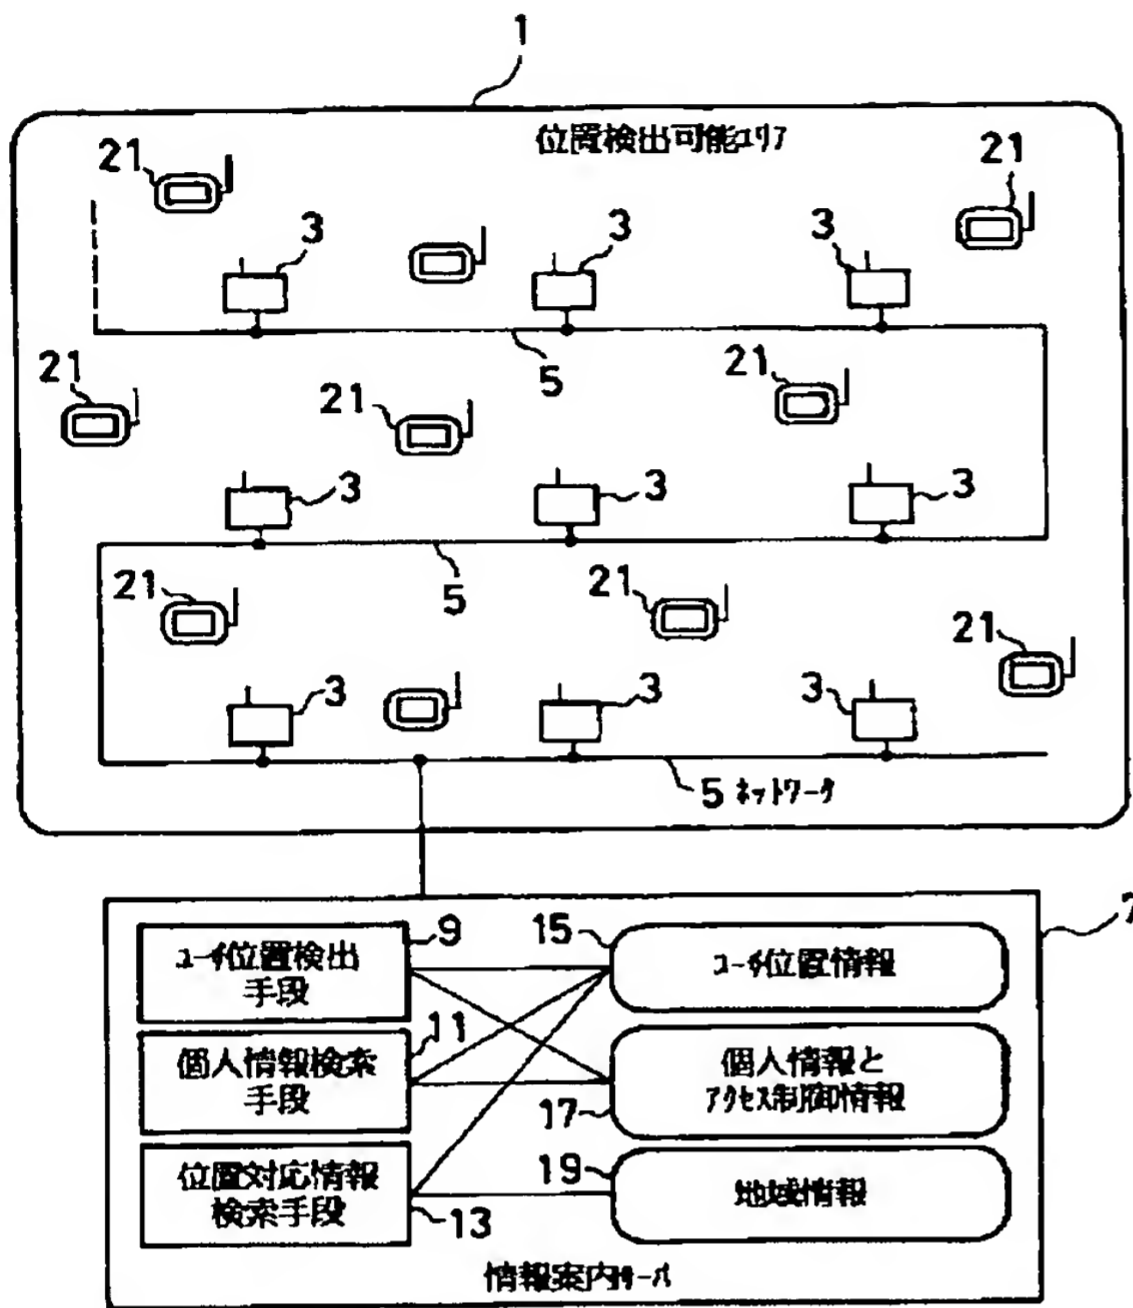 1
位置検出可能エリア
21
21
3
3
3
5
21
21
21
3
3
3
5
21
21
21
3
3
3
5 ネットワーク
7
9
ユーザ位置検出
手段
15
ユーザ位置情報
11
個人情報検索
手段
個人情報と
アクセス制御情報
17
位置対応情報
検索手段
13
19
地域情報
情報案内サーバ